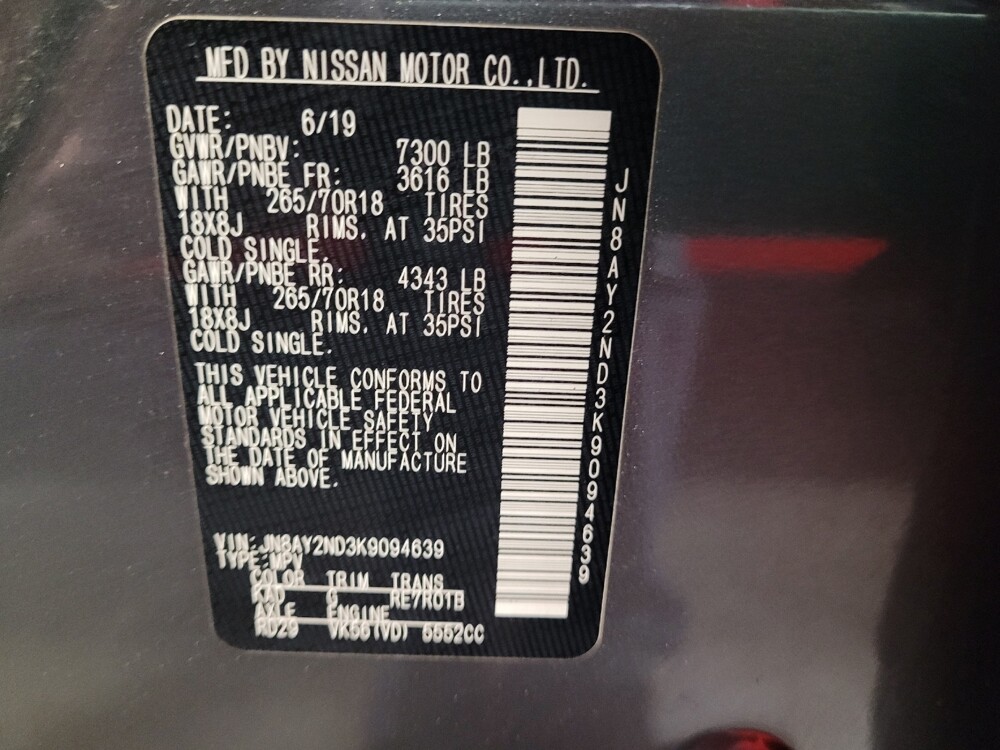 MFD BY NISSAN MOTOR CO.,LTD.
DATE: 6/19
GVWR/PNBV: 7300 LB
GAWR/PNBE FR: 3616 LB
WITH 265/70R18 TIRES
18X8J RIMS, AT 35PSI
COLD SINGLE.
GAWR/PNBE RR: 4343 LB
WITH 265/70R18 TIRES
18X8J RIMS, AT 35PSI
COLD SINGLE.
THIS VEHICLE CONFORMS TO
ALL APPLICABLE FEDERAL
MOTOR VEHICLE SAFETY
STANDARDS IN EFFECT ON
THE DATE OF MANUFACTURE
SHOWN ABOVE.
VIN:JN8AY2ND3K9094639
TYPE:MPV
COLOR TRIM TRANS
KAD G RE7R01B
AXLE ENGINE
RD29 VK56(VD) 5552CC
JN8AY2ND3K9094639